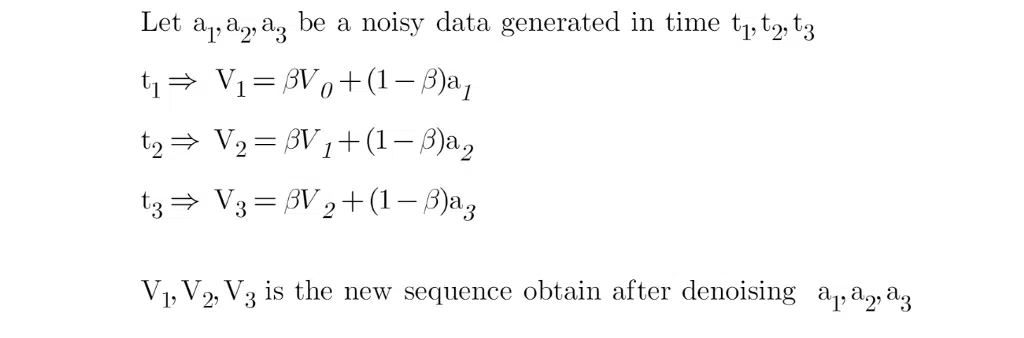 Let a₁, a₂, a₃ be a noisy data generated in time t₁, t₂, t₃
t₁ ⇒ V₁ = βV₀ + (1 − β)a₁
t₂ ⇒ V₂ = βV₁ + (1 − β)a₂
t₃ ⇒ V₃ = βV₂ + (1 − β)a₃
V₁, V₂, V₃ is the new sequence obtain after denoising a₁, a₂, a₃